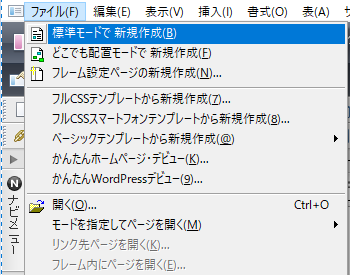 ファイル(F) 編集(E) 表示(V) 挿入(I) 書式(O) 表(A)
標準モードで 新規作成(B)
どこでも配置モードで 新規作成(F)
フレーム設定ページの新規作成(N)...
フルCSSテンプレートから新規作成(7)...
フルCSSスマートフォンテンプレートから新規作成(8)...
ベーシックテンプレートから新規作成(@)
かんたんホームページ・デビュー(K)...
かんたんWordPressデビュー(9)...
開く(O)... Ctrl+O
モードを指定してページを開く(M)
リンク先ページを開く(K)...
フレーム内にページを開く(E)...
N
ナビメニュー